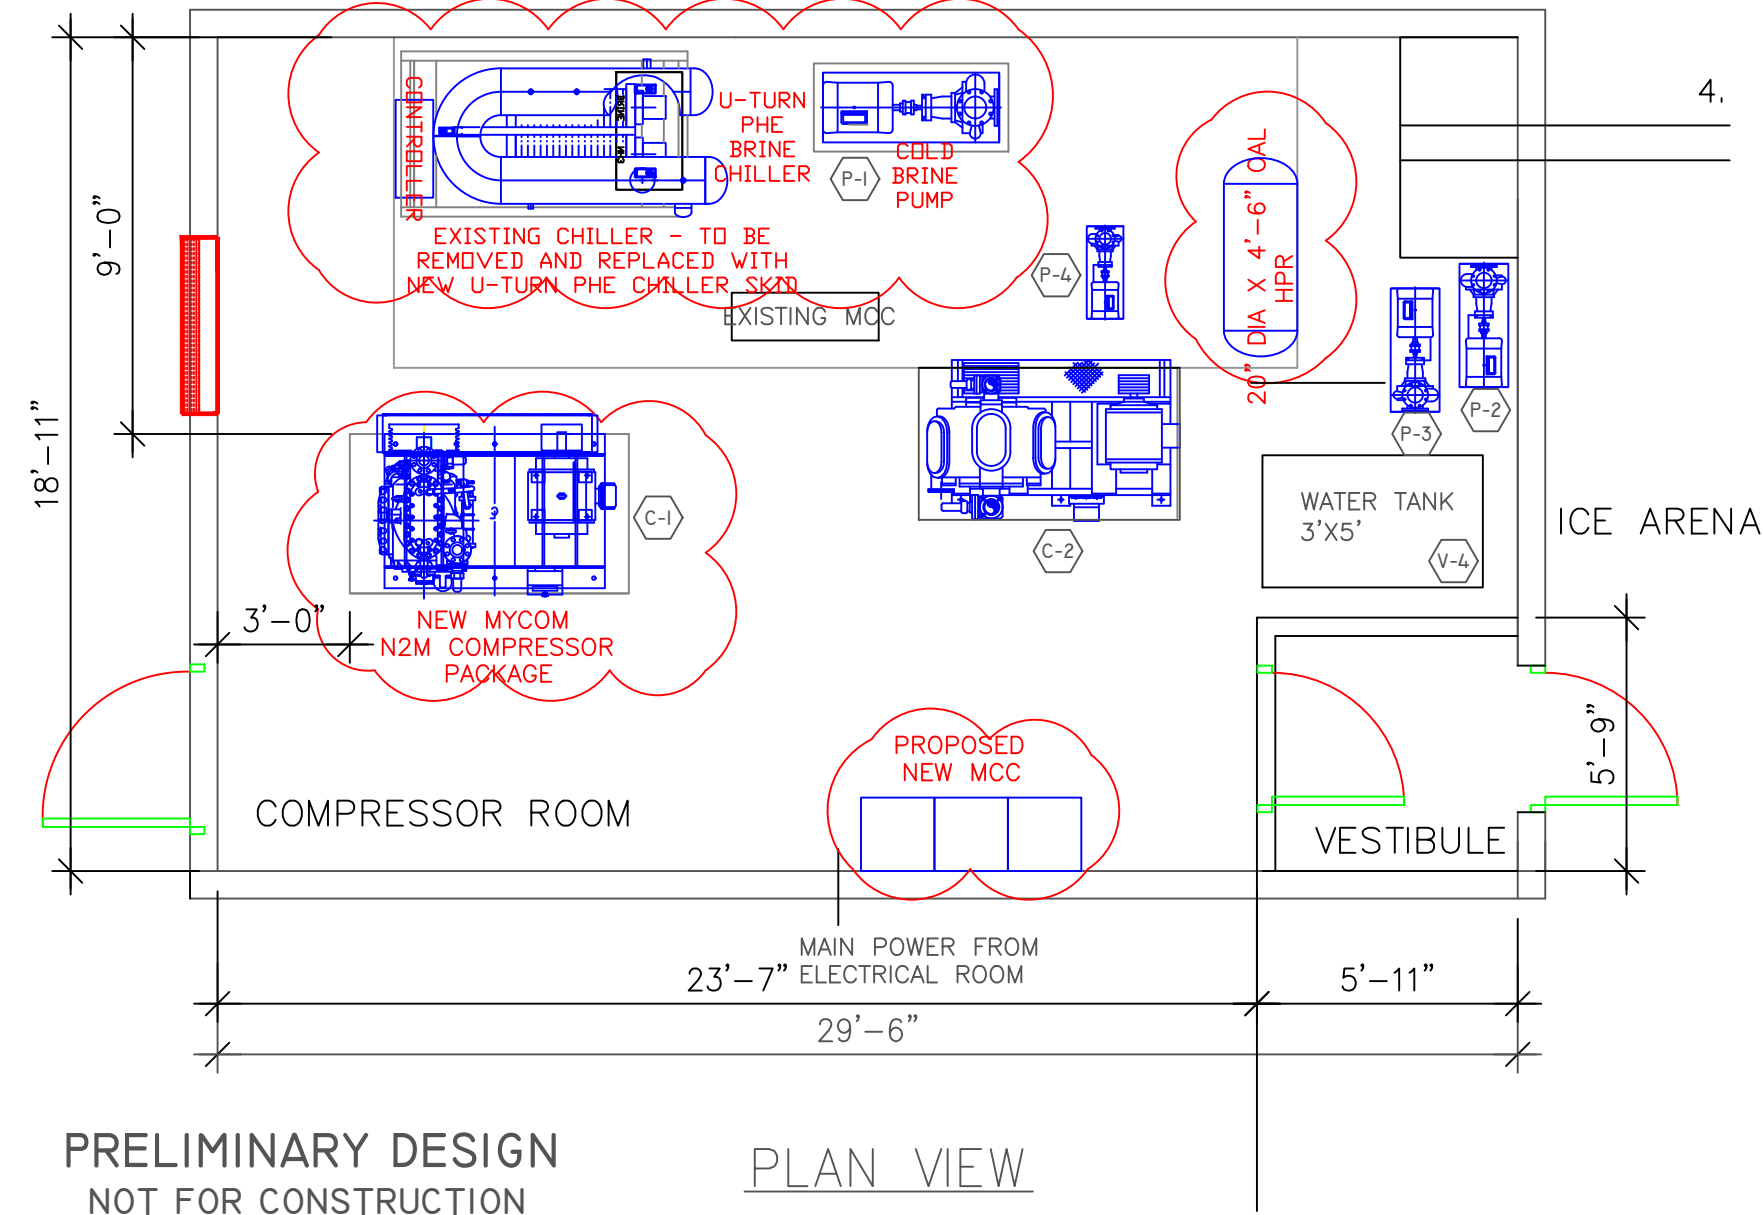 4.
CONTROLLER
BRINE
NH3
U-TURN
PHE
BRINE
CHILLER
P-1
COLD
BRINE
PUMP
EXISTING CHILLER - TO BE
REMOVED AND REPLACED WITH
NEW U-TURN PHE CHILLER SKID
EXISTING MCC
P-4
20" DIA X 4'-6" OAL
HPR
P-2
P-3
9'-0"
18'-11"
C-1
C-2
WATER TANK
3'X5'
V-4
ICE ARENA
3'-0"
NEW MYCOM
N2M COMPRESSOR
PACKAGE
PROPOSED
NEW MCC
5'-9"
COMPRESSOR ROOM
VESTIBULE
MAIN POWER FROM
ELECTRICAL ROOM
23'-7"
5'-11"
29'-6"
PRELIMINARY DESIGN
NOT FOR CONSTRUCTION
PLAN VIEW